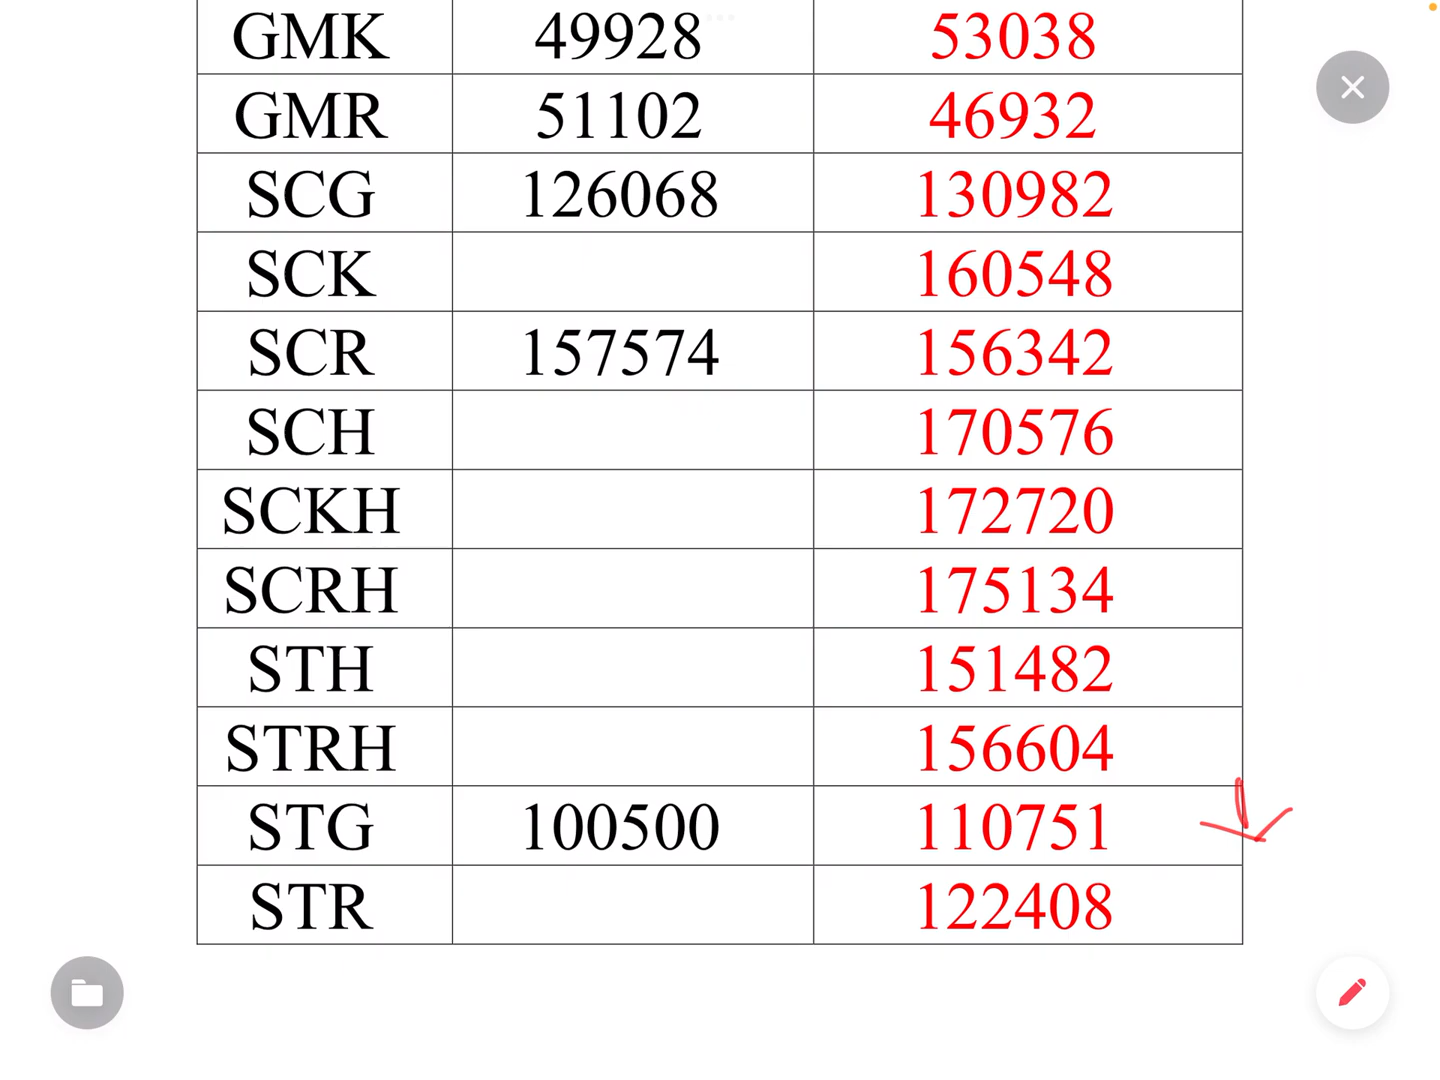 GMK 49928 53038
GMR 51102 46932
SCG 126068 130982
SCK 160548
SCR 157574 156342
SCH 170576
SCKH 172720
SCRH 175134
STH 151482
STRH 156604
STG 100500 110751
STR 122408